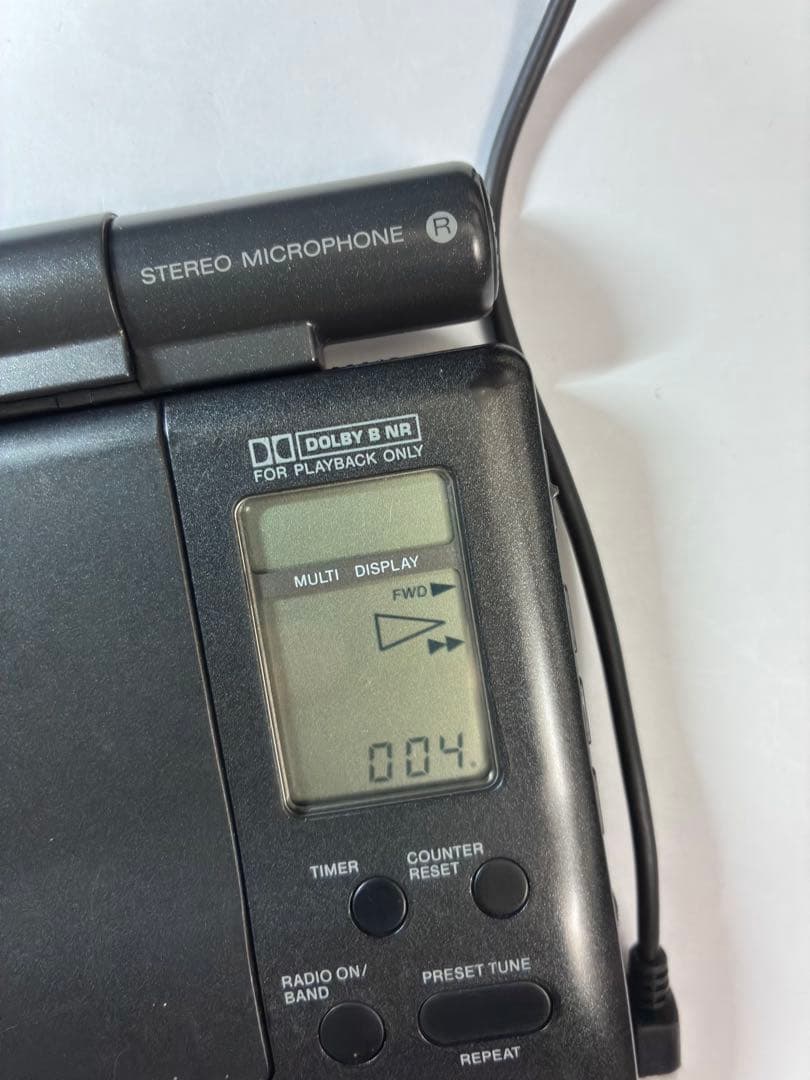 STEREO MICROPHONE R
DOLBY B NR
FOR PLAYBACK ONLY
MULTI DISPLAY
FWD
004
TIMER
COUNTER
RESET
RADIO ON/
BAND
PRESET TUNE
REPEAT